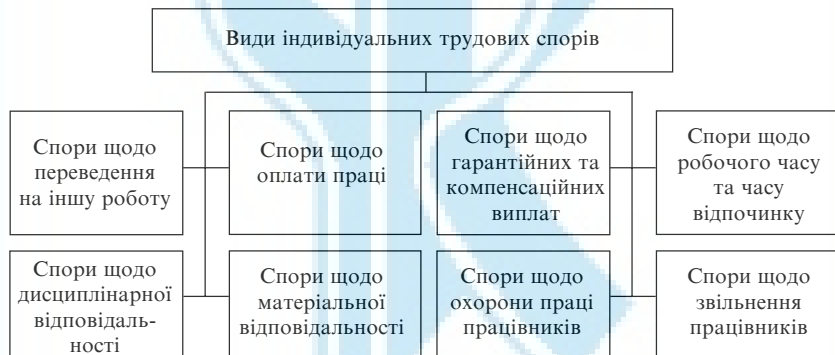 Види індивідуальних трудових спорів
Спори щодо
переведення
на іншу роботу
Спори щодо
оплати праці
Спори щодо
гарантійних та
компенсаційних
виплат
Спори щодо
робочого часу
та часу
відпочинку
Спори щодо
дисциплінарної
відповідаль-
ності
Спори щодо
матеріальної
відповідальності
Спори щодо
охорони праці
працівників
Спори щодо
звільнення
працівників